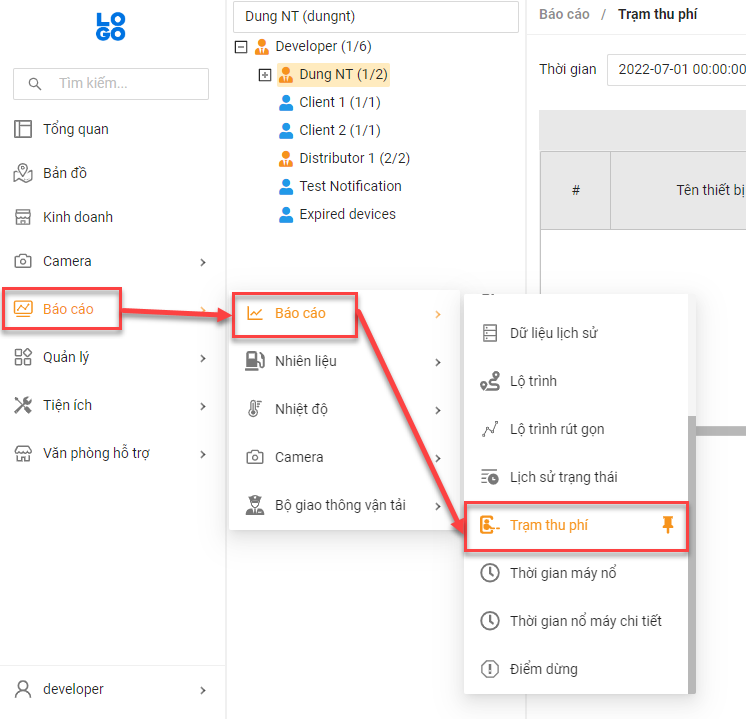 LO
GO
Tìm kiếm...
Tổng quan
Bản đồ
Kinh doanh
Camera
Báo cáo
Quản lý
Tiện ích
Văn phòng hỗ trợ
developer
Dung NT (dungnt)
Developer (1/6)
Dung NT (1/2)
Client 1 (1/1)
Client 2 (1/1)
Distributor 1 (2/2)
Test Notification
Expired devices
Báo cáo
Nhiên liệu
Nhiệt độ
Camera
Bộ giao thông vận tải
Dữ liệu lịch sử
Lộ trình
Lộ trình rút gọn
Lịch sử trạng thái
Trạm thu phí
Thời gian máy nổ
Thời gian nổ máy chi tiết
Điểm dừng
Báo cáo / Trạm thu phí
Thời gian 2022-07-01 00:00:00
# Tên thiết bị